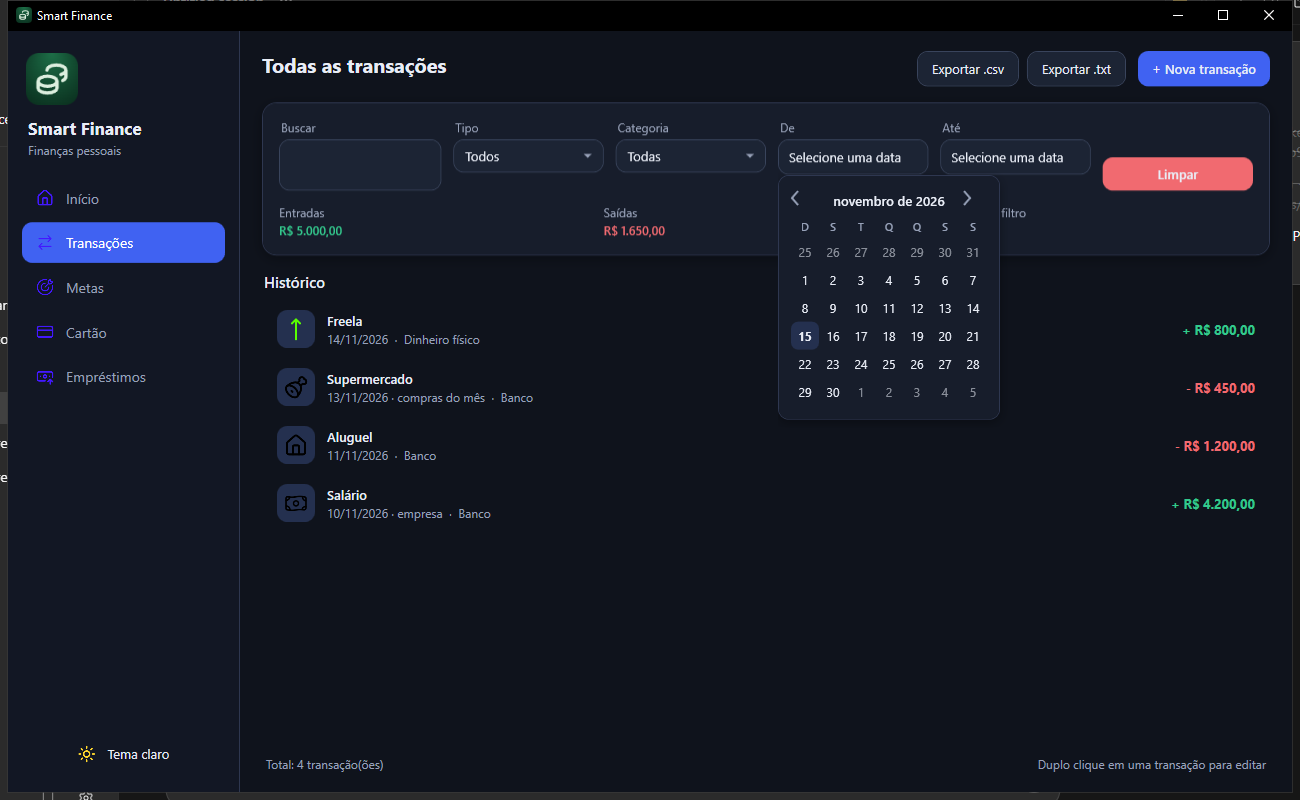 Smart Finance
Smart Finance
Finanças pessoais
Início
Transações
Metas
Cartão
Empréstimos
Tema claro
Todas as transações
Exportar .csv
Exportar .txt
+ Nova transação
Buscar
Tipo
Categoria
De
Até
Todos
Todas
Selecione uma data
Selecione uma data
Limpar
Entradas
Saídas
filtro
R$ 5.000,00
R$ 1.650,00
novembro de 2026
D S T Q Q S S
25 26 27 28 29 30 31
1 2 3 4 5 6 7
8 9 10 11 12 13 14
15 16 17 18 19 20 21
22 23 24 25 26 27 28
29 30 1 2 3 4 5
Histórico
Freela
14/11/2026 · Dinheiro físico
+ R$ 800,00
Supermercado
13/11/2026 · compras do mês · Banco
- R$ 450,00
Aluguel
11/11/2026 · Banco
- R$ 1.200,00
Salário
10/11/2026 · empresa · Banco
+ R$ 4.200,00
Total: 4 transação(ões)
Duplo clique em uma transação para editar